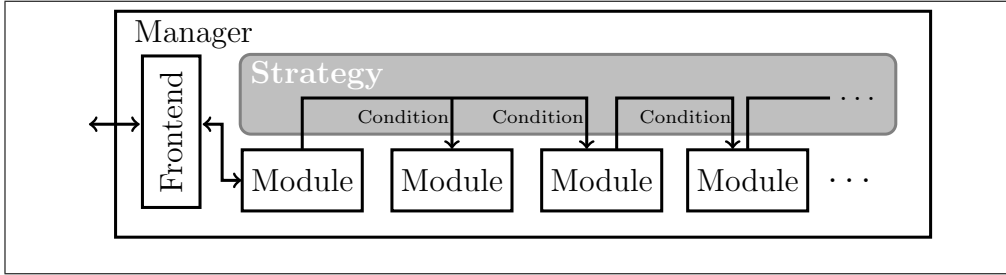 Manager
Frontend
Strategy
Condition Condition Condition
. . .
Module Module Module Module . . .